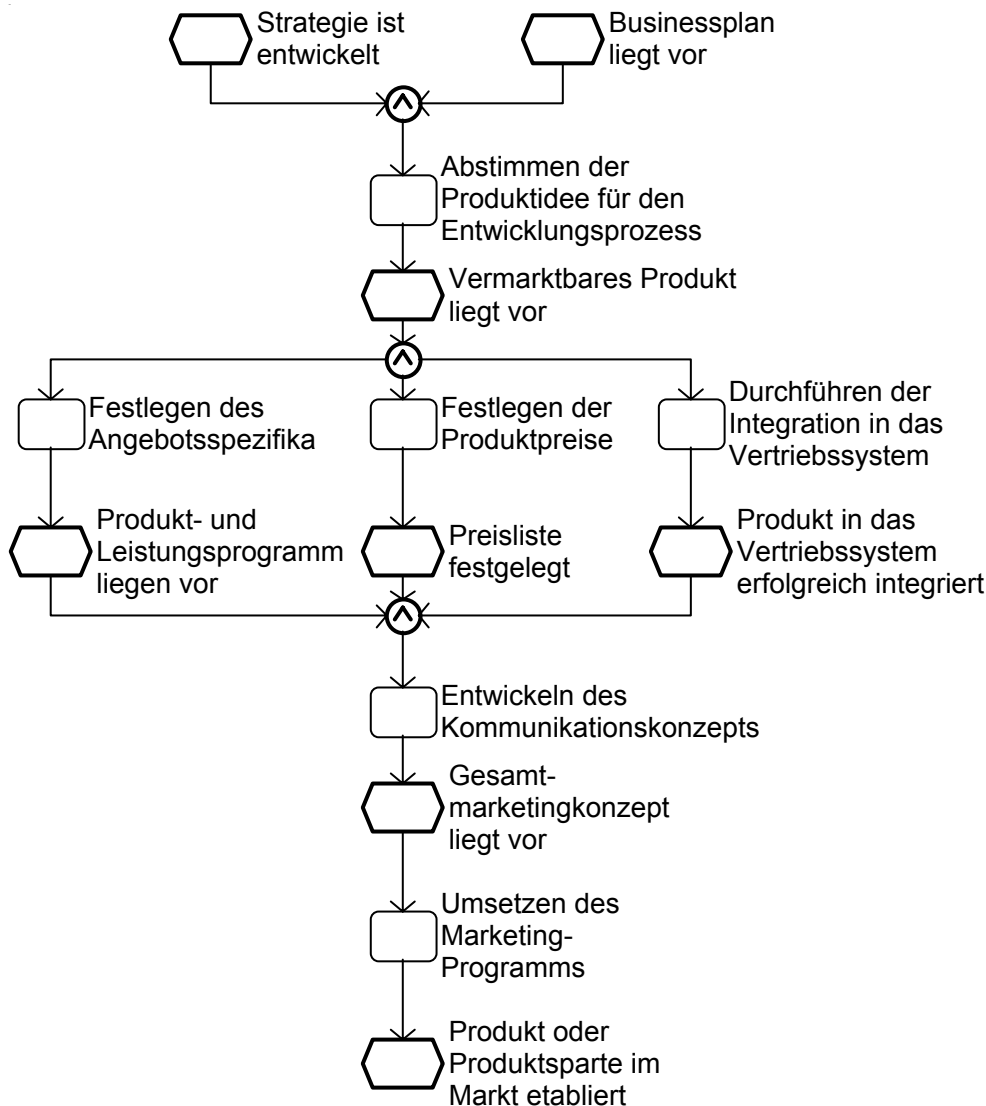 Strategie ist
entwickelt
Businessplan
liegt vor
Abstimmen der
Produktidee für den
Entwicklungsprozess
Vermarktbares Produkt
liegt vor
Festlegen des
Angebotsspezifika
Festlegen der
Produktpreise
Durchführen der
Integration in das
Vertriebssystem
Produkt- und
Leistungsprogramm
liegen vor
Preisliste
festgelegt
Produkt in das
Vertriebssystem
erfolgreich integriert
Entwickeln des
Kommunikationskonzepts
Gesamt-
marketingkonzept
liegt vor
Umsetzen des
Marketing-
Programms
Produkt oder
Produktsparte im
Markt etabliert